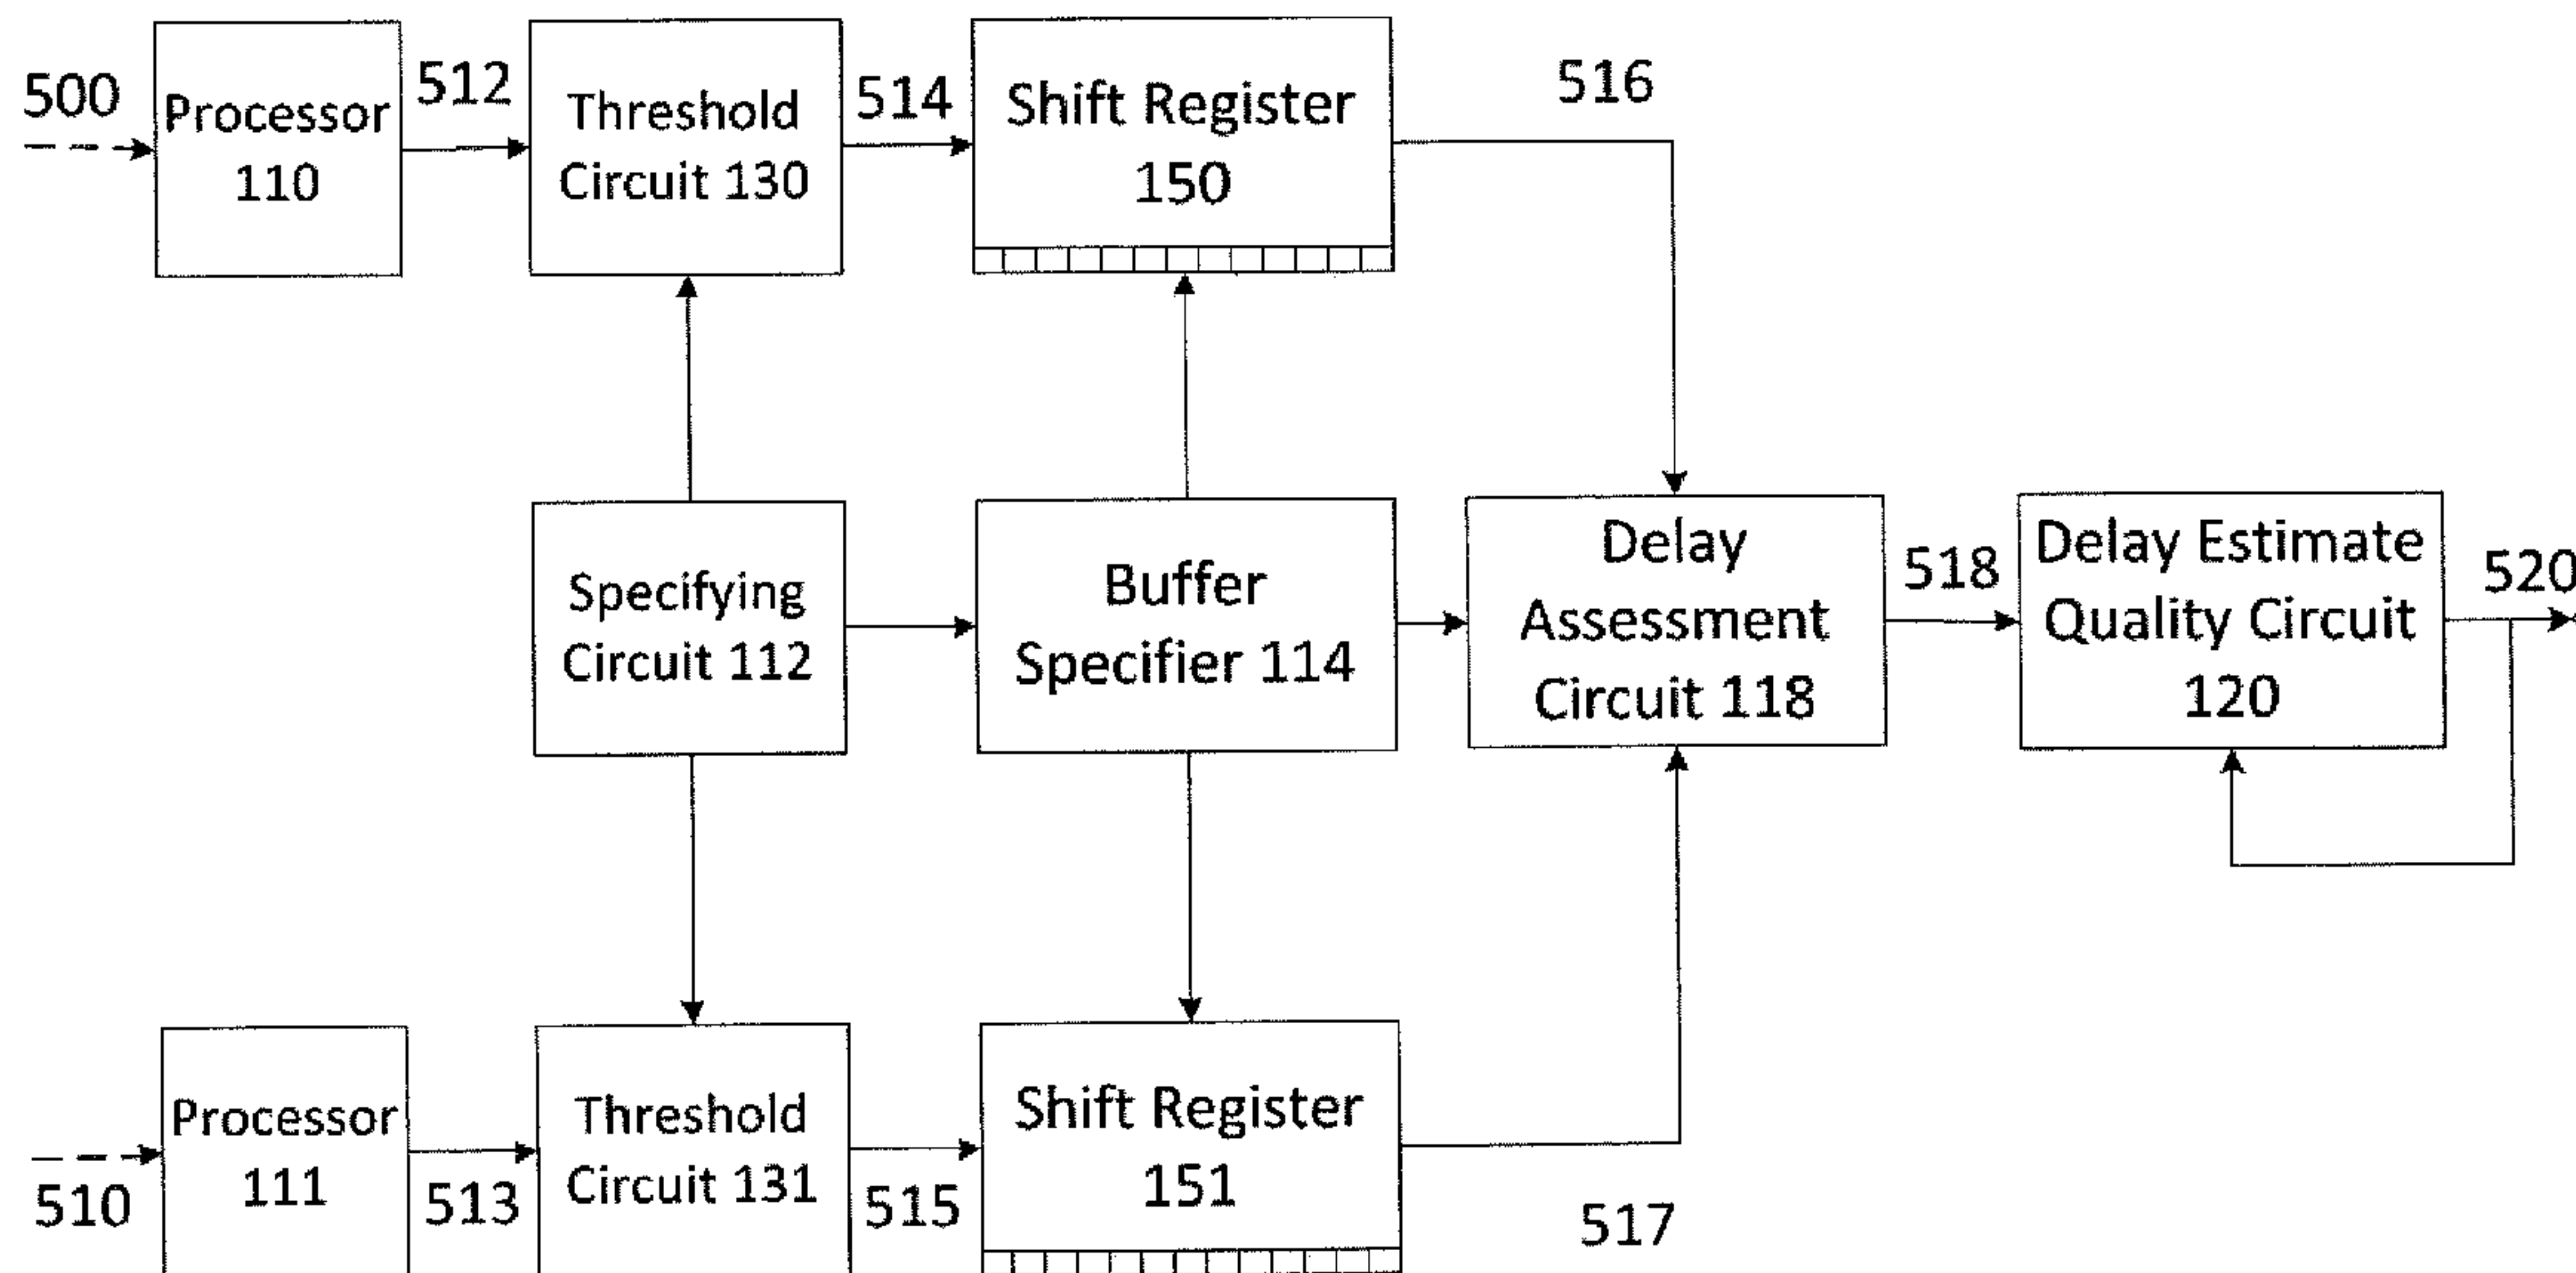 500
Processor
110
512
Threshold
Circuit 130
514
Shift Register
150
516
Specifying
Circuit 112
Buffer
Specifier 114
Delay
Assessment
Circuit 118
518
Delay Estimate
Quality Circuit
120
520
510
Processor
111
513
Threshold
Circuit 131
515
Shift Register
151
517